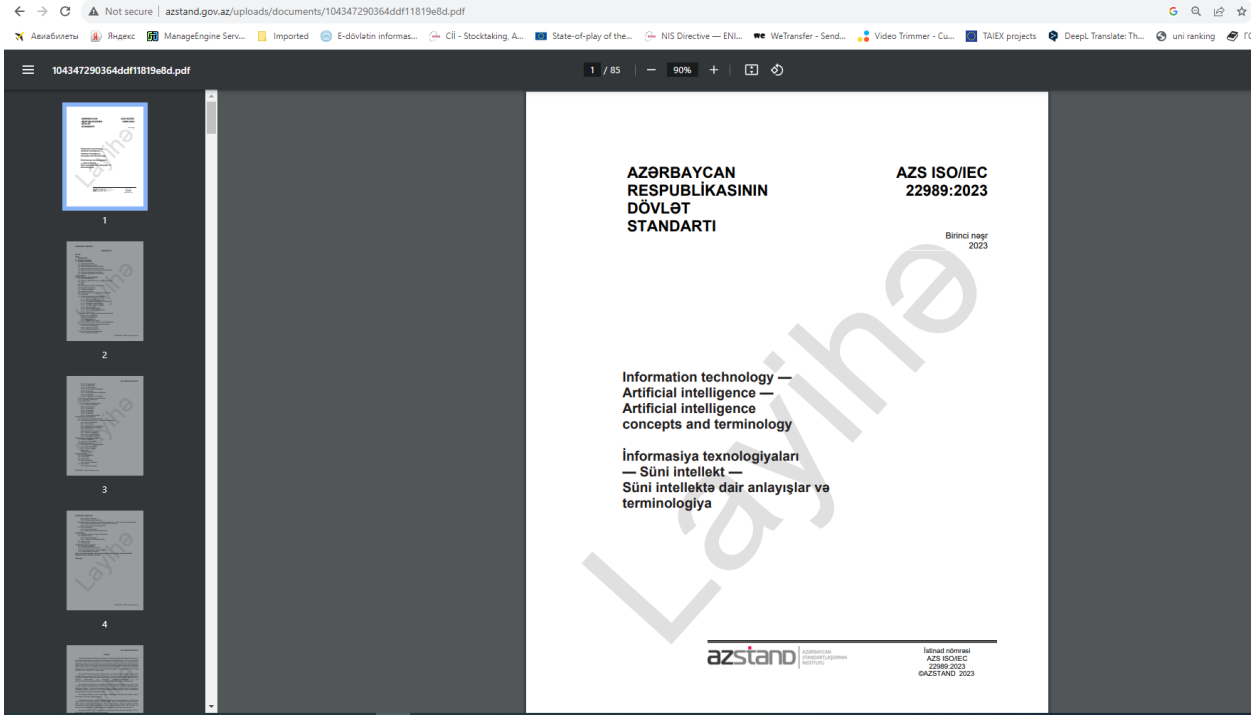 Not secure | azstand.gov.az/uploads/documents/104347290364ddf11819e8d.pdf
Авиабилеты Яндекс ManageEngine Serv... Imported E-dövlətin informas... Cİİ - Stocktaking, A... State-of-play of the... NIS Directive — ENI... WeTransfer - Send... Video Trimmer - Cu... TAIEX projects DeepL Translate: Th... uni ranking
104347290364ddf11819e8d.pdf
1 / 85
90%
1
2
3
4
AZƏRBAYCAN
RESPUBLİKASININ
DÖVLƏT
STANDARTI
AZS ISO/IEC
22989:2023
Birinci nəşr
2023
Layihə
Information technology —
Artificial intelligence —
Artificial intelligence
concepts and terminology
İnformasiya texnologiyaları
— Süni intellekt —
Süni intellektə dair anlayışlar və
terminologiya
azstand
AZƏRBAYCAN
STANDARTLAŞDIRMA
İNSTİTUTU
İstinad nömrəsi
AZS ISO/IEC
22989:2023
©AZSTAND 2023